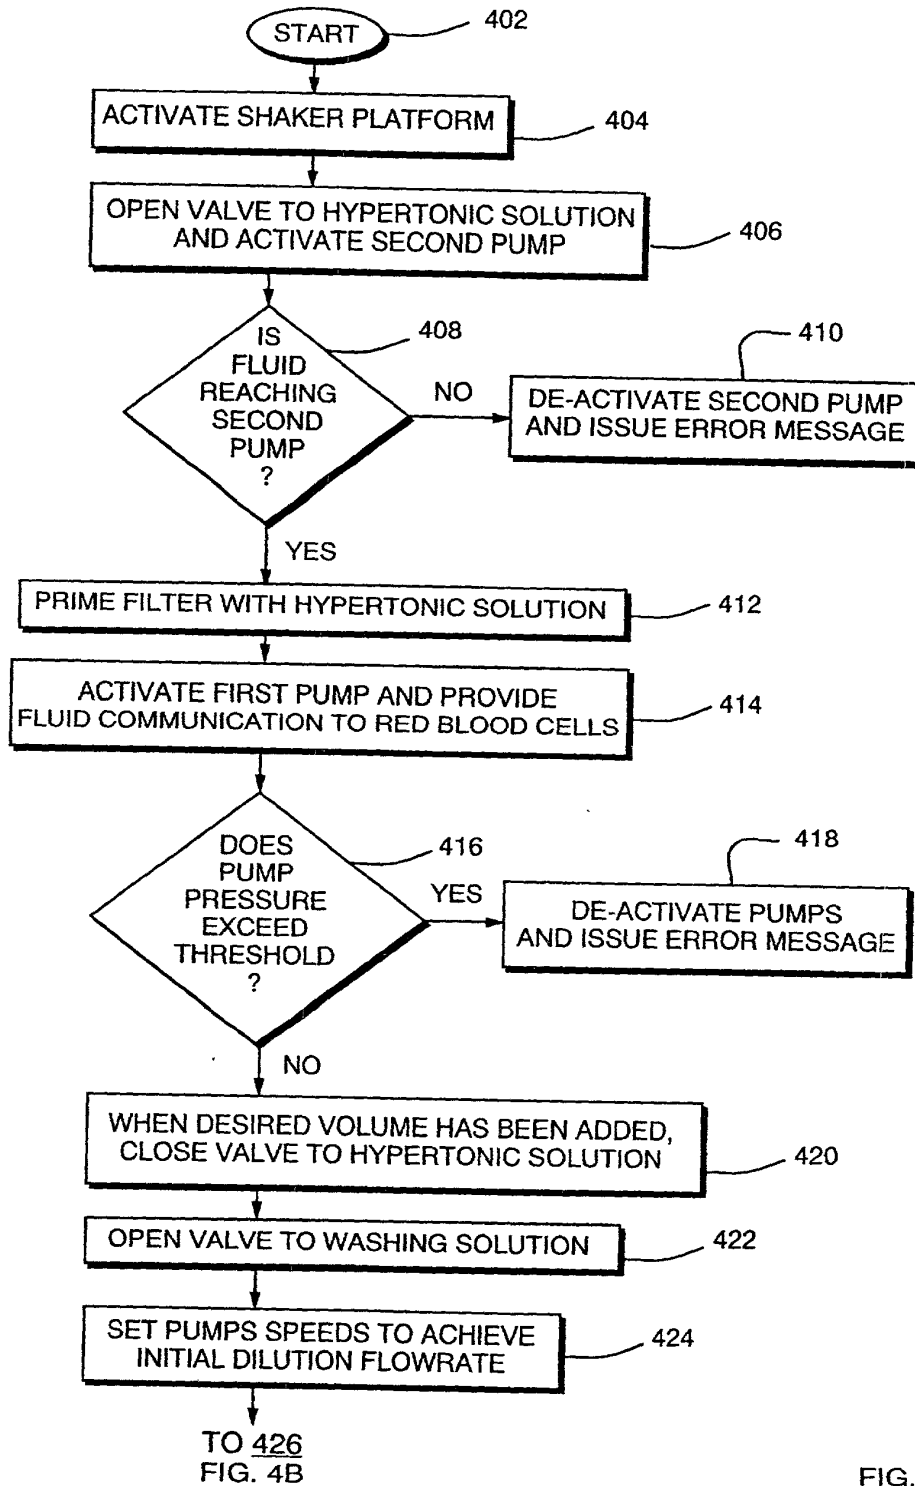 START
402
ACTIVATE SHAKER PLATFORM
404
OPEN VALVE TO HYPERTONIC SOLUTION
AND ACTIVATE SECOND PUMP
406
IS
FLUID
REACHING
SECOND
PUMP
?
408
NO
410
DE-ACTIVATE SECOND PUMP
AND ISSUE ERROR MESSAGE
YES
PRIME FILTER WITH HYPERTONIC SOLUTION
412
ACTIVATE FIRST PUMP AND PROVIDE
FLUID COMMUNICATION TO RED BLOOD CELLS
414
DOES
PUMP
PRESSURE
EXCEED
THRESHOLD
?
416
YES
418
DE-ACTIVATE PUMPS
AND ISSUE ERROR MESSAGE
NO
WHEN DESIRED VOLUME HAS BEEN ADDED,
CLOSE VALVE TO HYPERTONIC SOLUTION
420
OPEN VALVE TO WASHING SOLUTION
422
SET PUMPS SPEEDS TO ACHIEVE
INITIAL DILUTION FLOWRATE
424
TO 426
FIG. 4B
FIG.